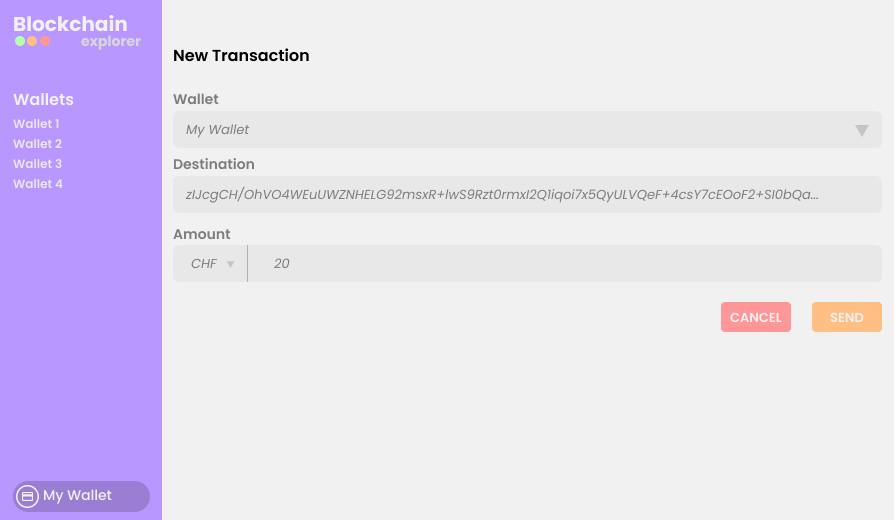 Blockchain
explorer
Wallets
Wallet 1
Wallet 2
Wallet 3
Wallet 4
My Wallet
New Transaction
Wallet
My Wallet
Destination
zIJcgCH/OhVO4WEuUWZNHELG92msxR+lwS9Rzt0rmxI2Q1iqoi7x5QyULVQeF+4csY7cEOoF2+SI0bQa...
Amount
CHF 20
CANCEL SEND